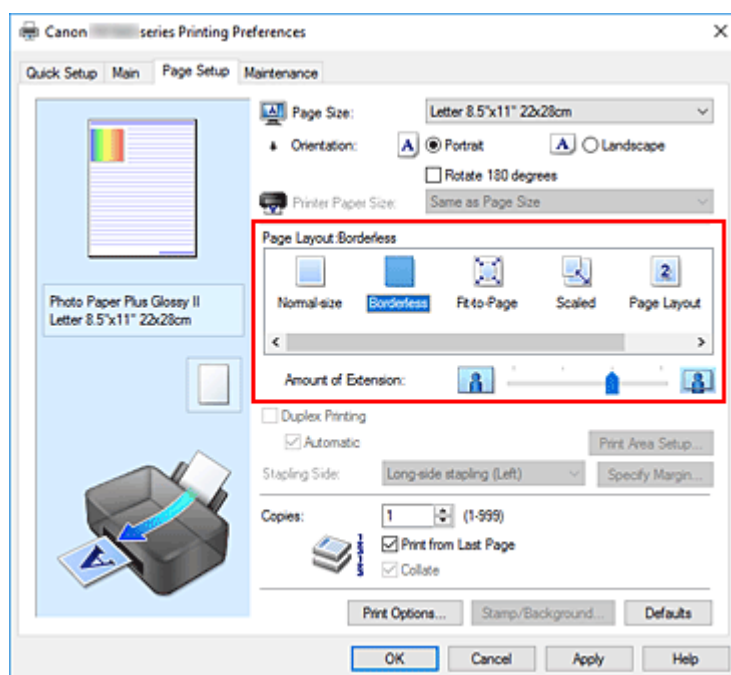 Canon series Printing Preferences
Quick Setup Main Page Setup Maintenance
Page Size: Letter 8.5"x11" 22x28cm
Orientation: A Portrait A Landscape
Rotate 180 degrees
Printer Paper Size: Same as Page Size
Page Layout:Borderless
2
Normal-size Borderless Fit-to-Page Scaled Page Layout
Photo Paper Plus Glossy II
Letter 8.5"x11" 22x28cm
Amount of Extension:
Duplex Printing
Automatic Print Area Setup...
Stapling Side: Long-side stapling (Left) Specify Margin...
Copies: 1 (1-999)
Print from Last Page
Collate
A
Print Options... Stamp/Background... Defaults
OK Cancel Apply Help